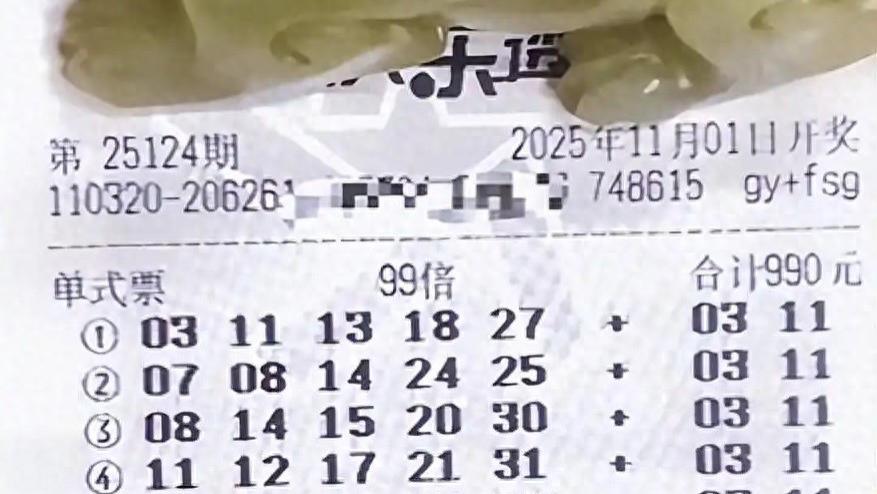 乐透
第 25124期 2025年11月01日开奖
110320-206261 748615 gy+fsg
单式票 99倍 合计990元
① 03 11 13 18 27 + 03 11
② 07 08 14 24 25 + 03 11
③ 08 14 15 20 30 + 03 11
④ 11 12 17 21 31 + 03 11